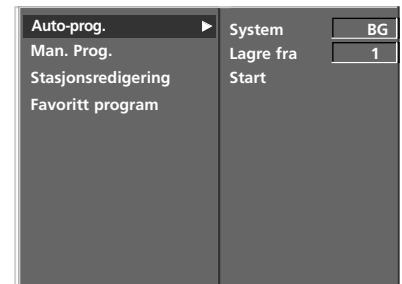 Auto-prog.
Man. Prog.
Stasjonsredigering
Favoritt program
System BG
Lagre fra 1
Start